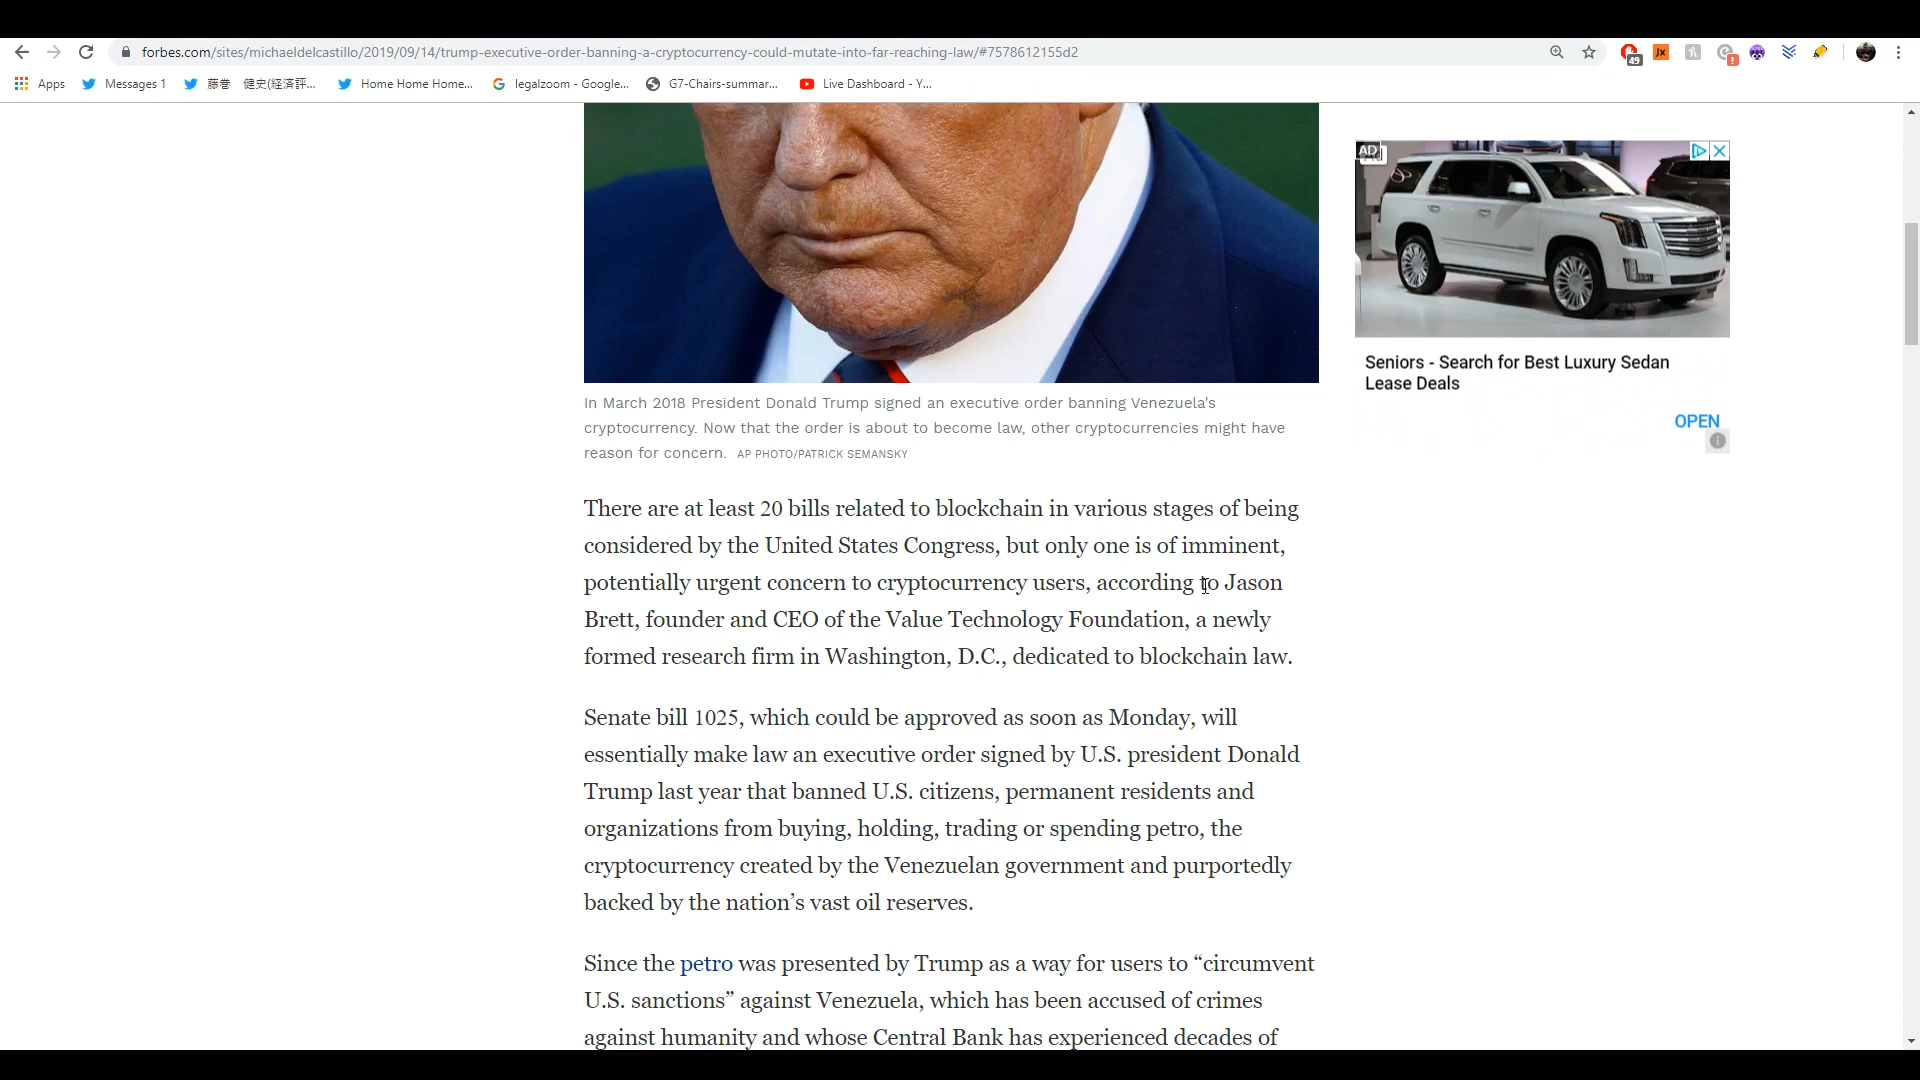 forbes.com/sites/michaeldelcastillo/2019/09/14/trump-executive-order-banning-a-cryptocurrency-could-mutate-into-far-reaching-law/#7578612155d2
49
Jx
Apps
Messages 1
藤巻 健史(経済評...
Home Home Home...
legalzoom - Google...
G7-Chairs-summar...
Live Dashboard - Y...
AD
Seniors - Search for Best Luxury Sedan
Lease Deals
OPEN
In March 2018 President Donald Trump signed an executive order banning Venezuela's
cryptocurrency. Now that the order is about to become law, other cryptocurrencies might have
reason for concern. AP PHOTO/PATRICK SEMANSKY
There are at least 20 bills related to blockchain in various stages of being
considered by the United States Congress, but only one is of imminent,
potentially urgent concern to cryptocurrency users, according to Jason
Brett, founder and CEO of the Value Technology Foundation, a newly
formed research firm in Washington, D.C., dedicated to blockchain law.
Senate bill 1025, which could be approved as soon as Monday, will
essentially make law an executive order signed by U.S. president Donald
Trump last year that banned U.S. citizens, permanent residents and
organizations from buying, holding, trading or spending petro, the
cryptocurrency created by the Venezuelan government and purportedly
backed by the nation’s vast oil reserves.
Since the petro was presented by Trump as a way for users to “circumvent
U.S. sanctions” against Venezuela, which has been accused of crimes
against humanity and whose Central Bank has experienced decades of